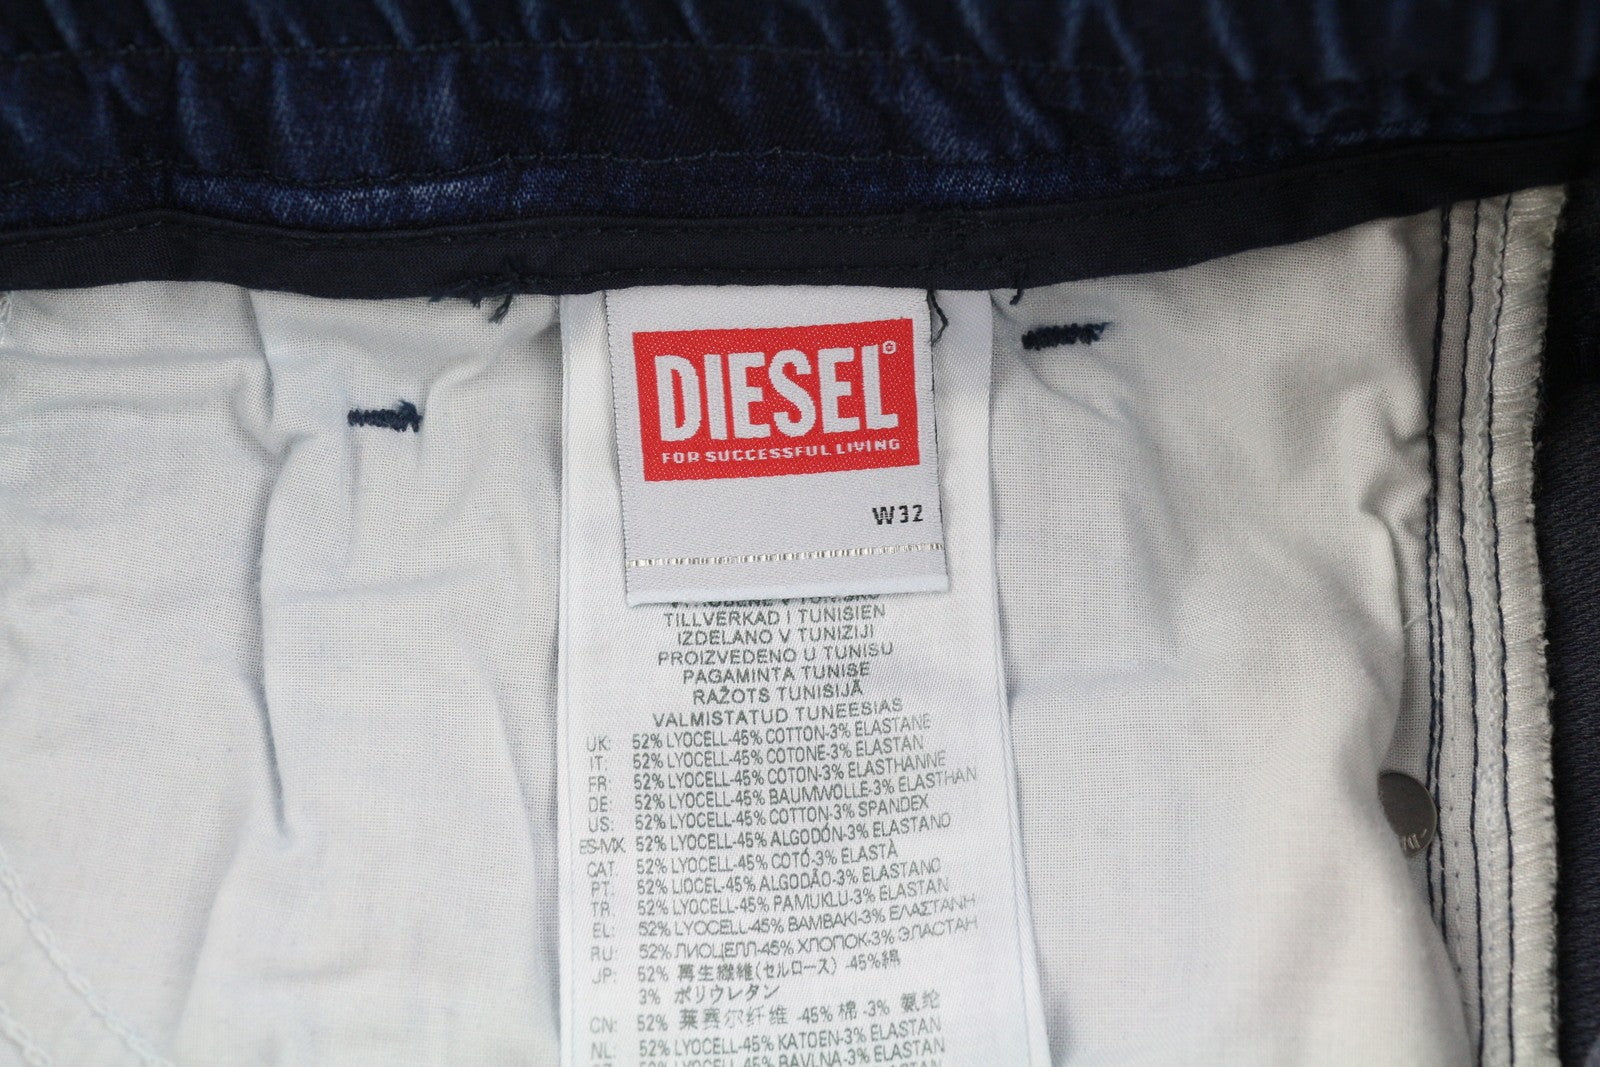 DIESEL
FOR SUCCESSFUL LIVING
W32
TILLVERKAD I TUNISIEN
IZDELANO V TUNIZIJI
PROIZVEDENO U TUNISU
PAGAMINTA TUNISE
RAŽOTS TUNISIJĀ
VALMISTATUD TUNEESIAS
UK: 52% LYOCELL-45% COTTON-3% ELASTANE
IT: 52% LYOCELL-45% COTONE-3% ELASTAN
FR: 52% LYOCELL-45% COTON-3% ELASTHANNE
DE: 52% LYOCELL-45% BAUMWOLLE-3% ELASTHAN
US: 52% LYOCELL-45% COTTON-3% SPANDEX
ES-MX 52% LYOCELL-45% ALGODÓN-3% ELASTANO
CAT. 52% LYOCELL-45% COTÓ-3% ELASTÀ
PT: 52% LIOCEL-45% ALGODÃO-3% ELASTANO
TR: 52% LYOCELL-45% PAMUKLU-3% ELASTAN
EL: 52% LYOCELL-45% ΒΑΜΒΑΚΙ-3% ΕΛΑΣΤΑΝΗ
RU: 52% ЛИОЦЕЛЛ-45% ХЛОПОК-3% ЭЛАСТАН
JP: 52% 再生繊維(セルロース) -45%綿
3% ポリウレタン
CN: 52% 莱赛尔纤维 -45% 棉 -3% 氨纶
NL: 52% LYOCELL-45% KATOEN-3% ELASTAAN
52% LYOCELL-45% BAVLNA-3% ELASTAN